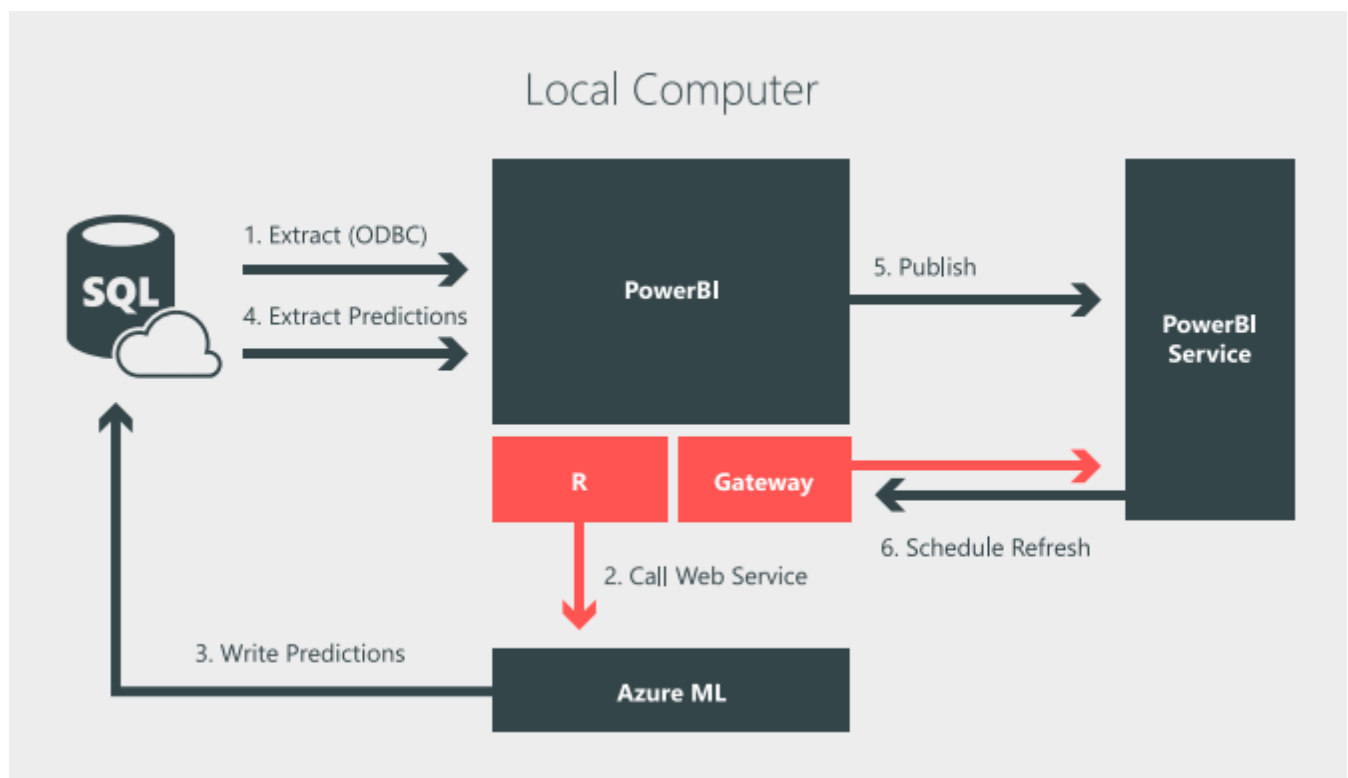 Local Computer
SQL
1. Extract (ODBC)
4. Extract Predictions
PowerBI
5. Publish
PowerBI
Service
R
Gateway
6. Schedule Refresh
2. Call Web Service
3. Write Predictions
Azure ML